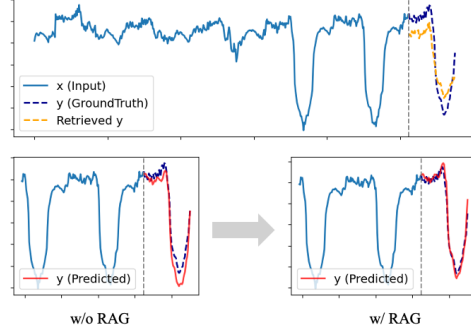 x (Input)
y (GroundTruth)
Retrieved y
y (Predicted)
y (Predicted)
w/o RAG
w/ RAG